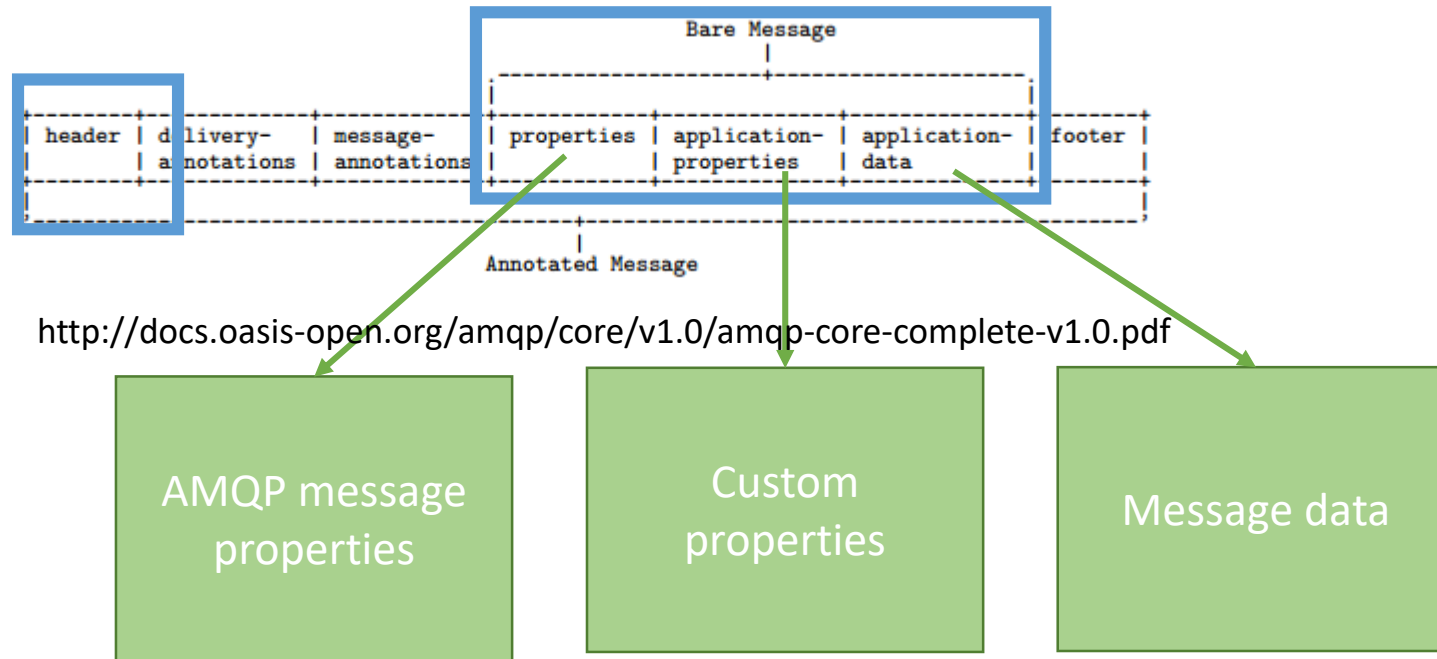 Bare Message
|
.---------------------+--------------------.
| |
+--------+-------------+-------------+------------+--------------+--------------+--------+
| header | delivery- | message- | properties | application- | application- | footer |
| | annotations | annotations | | properties | data | |
+--------+-------------+-------------+------------+--------------+--------------+--------+
| |
'-------------------------------------------+--------------------------------------------'
|
Annotated Message
http://docs.oasis-open.org/amqp/core/v1.0/amqp-core-complete-v1.0.pdf
AMQP message
properties
Custom
properties
Message data